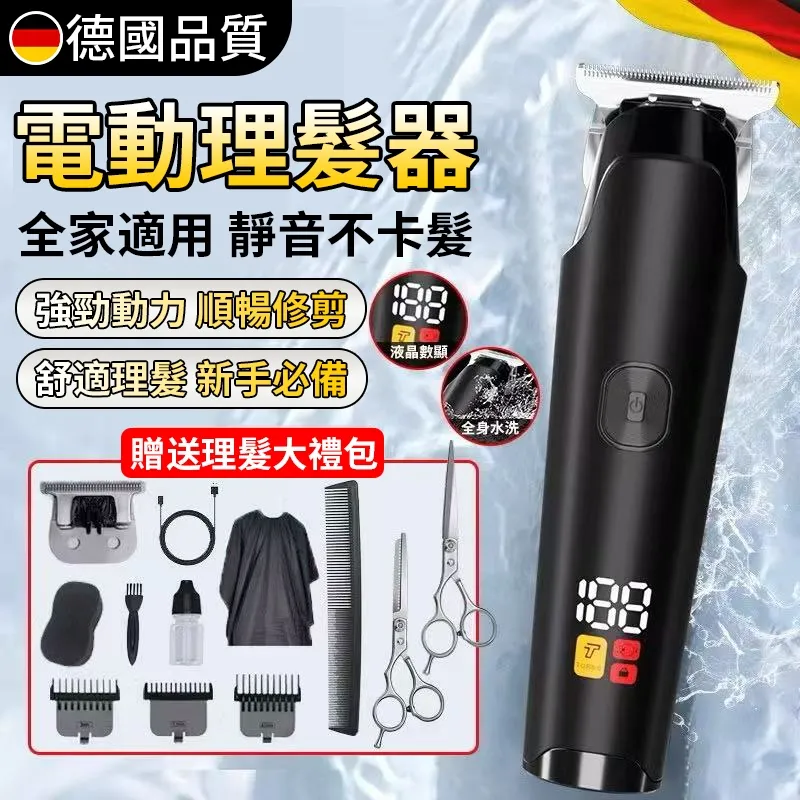 德國品質
電動理髮器
全家適用 靜音不卡髮
強勁動力 順暢修剪
舒適理髮 新手必備
188
T
液晶數顯
全身水洗
贈送理髮大禮包
188
T
TURBO